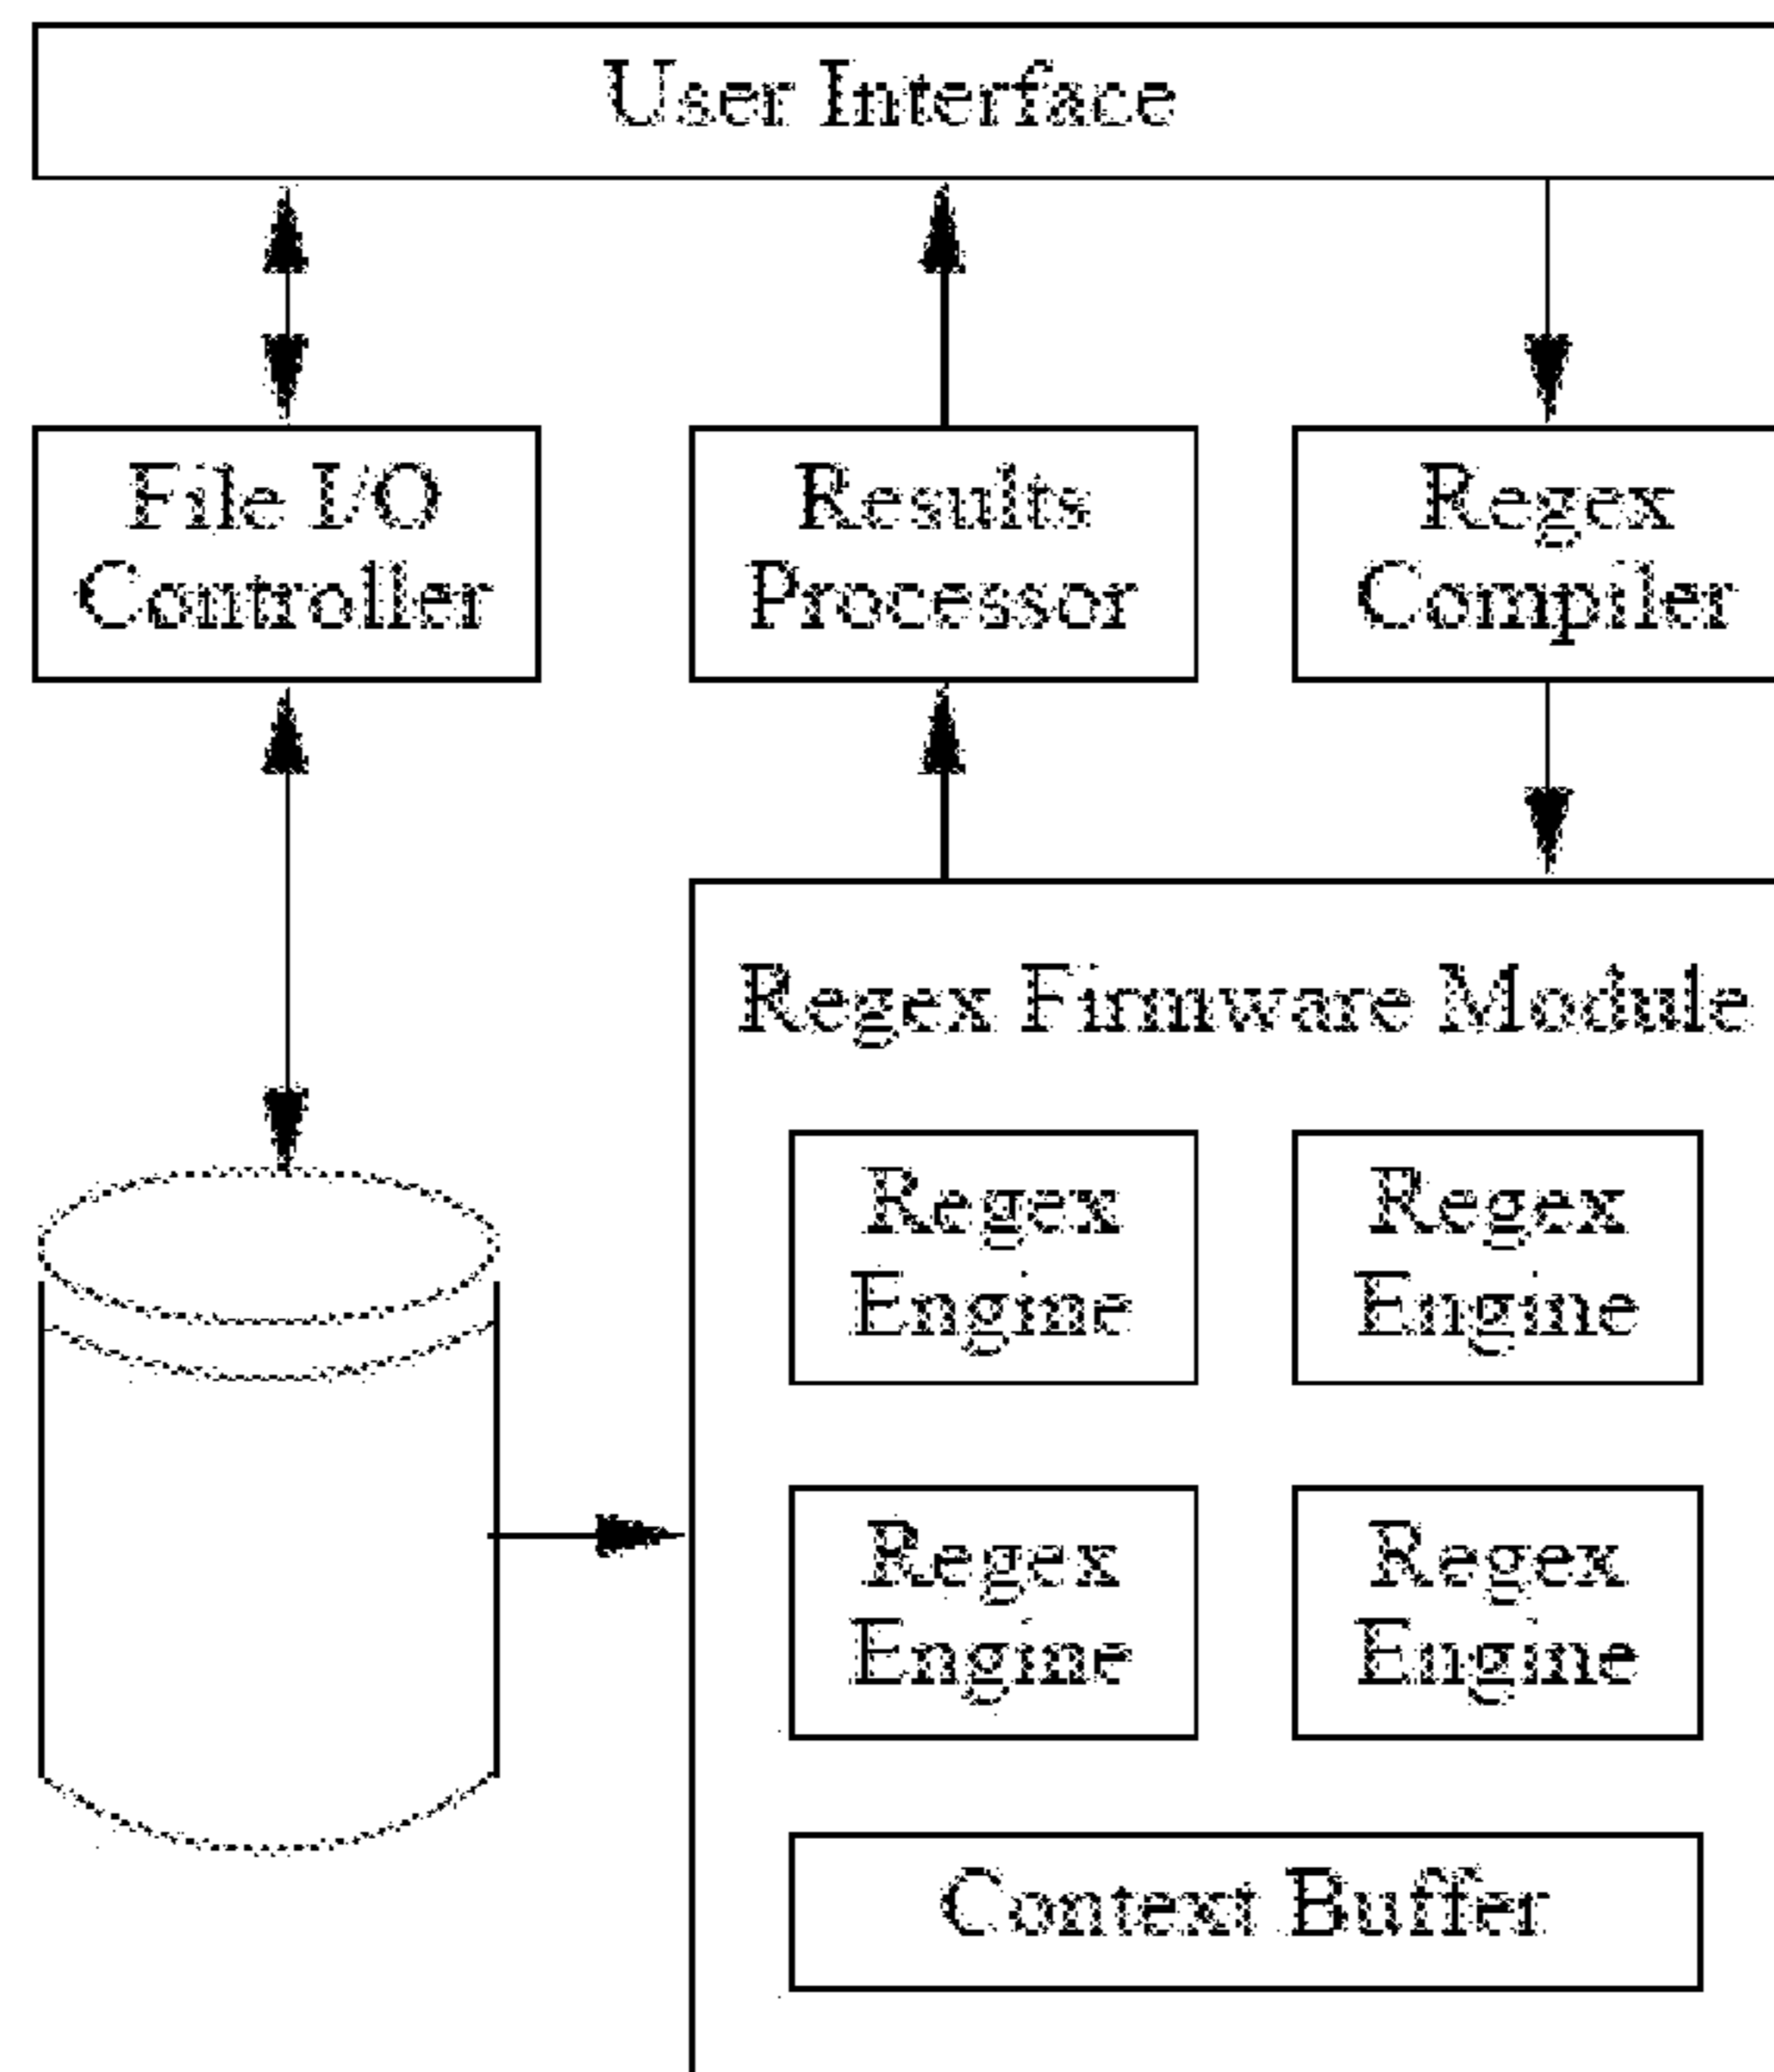 User Interface
File I/O
Controller
Results
Processor
Regex
Compiler
Regex Firmware Module
Regex
Engine
Regex
Engine
Regex
Engine
Regex
Engine
Context Buffer